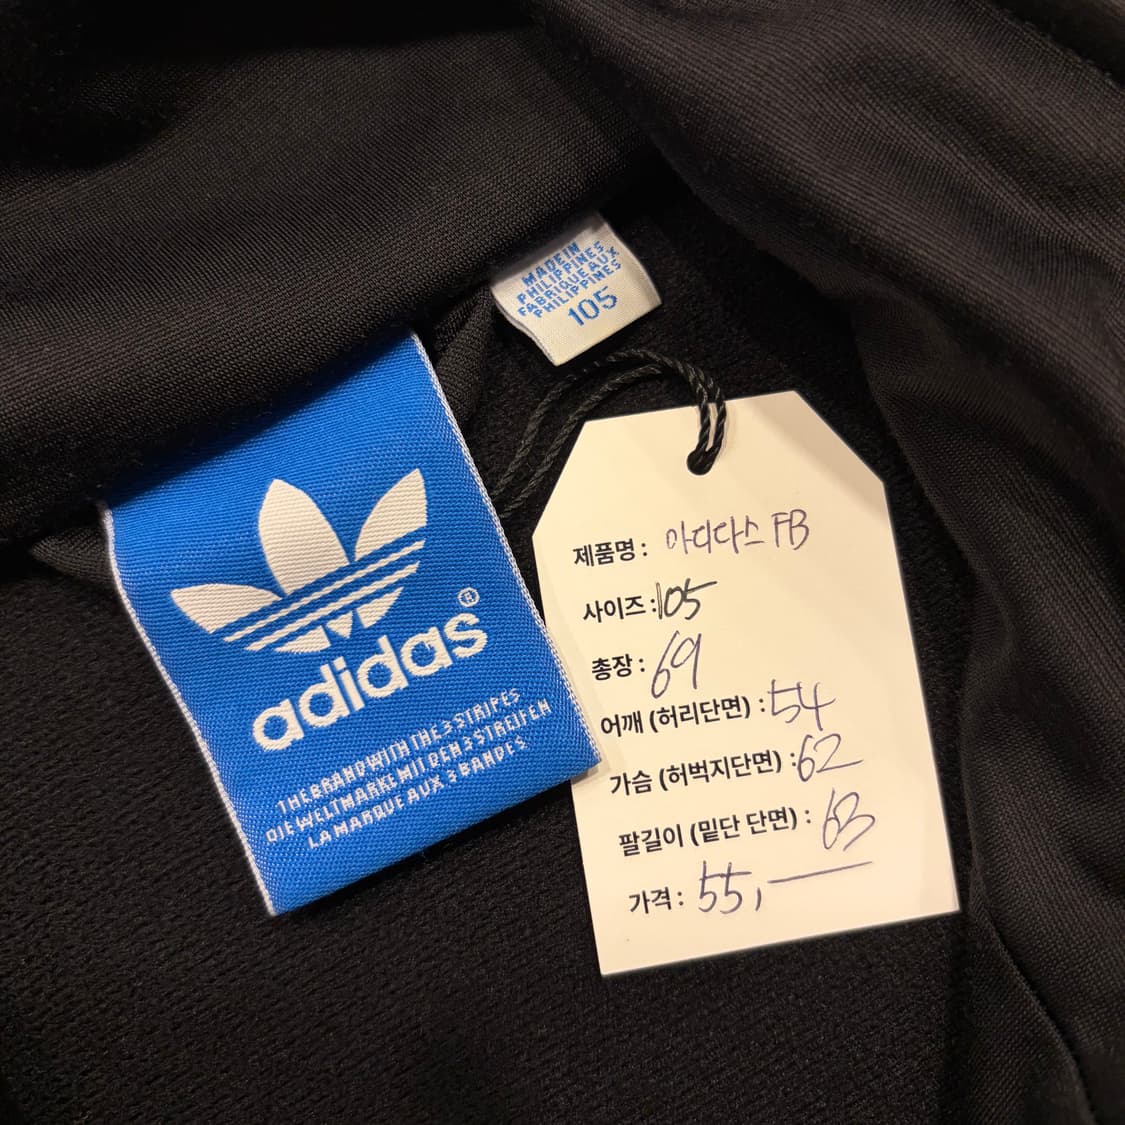 MADE IN
PHILIPPINES
FABRIQUE AUX
PHILIPPINES
105
adidas®
THE BRAND WITH THE 3 STRIPES
DIE WELTMARKE MIT DEN 3 STREIFEN
LA MARQUE AUX 3 BANDES
제품명 : 아디다스 FB
사이즈 : 105
총장 : 69
어깨 (허리단면) : 54
가슴 (허벅지단면) : 62
팔길이 (밑단 단면) : 63
가격 : 55,—